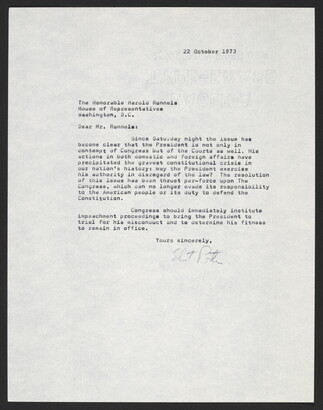 22 October 1973
The Honorable Harold Runnels
House of Representatives
Washington, D.C.
Dear Mr. Runnels:
Since Saturday night the issue has
become clear that the President is not only in
contempt of Congress but of the Courts as well. His
actions in both domestic and foreign affairs have
precipitated the gravest constitutional crisis in
our nation's history: may the President exercise
his authority in disregard of the law? The resolution
of this issue has been thrust per-force upon The
Congress, which can no longer evade its responsibility
to the American people or its duty to defend the
Constitution.
Congress should immediately institute
impeachment proceedings to bring the President to
trial for his misconduct and to determine his fitness
to remain in office.
Yours sincerely,